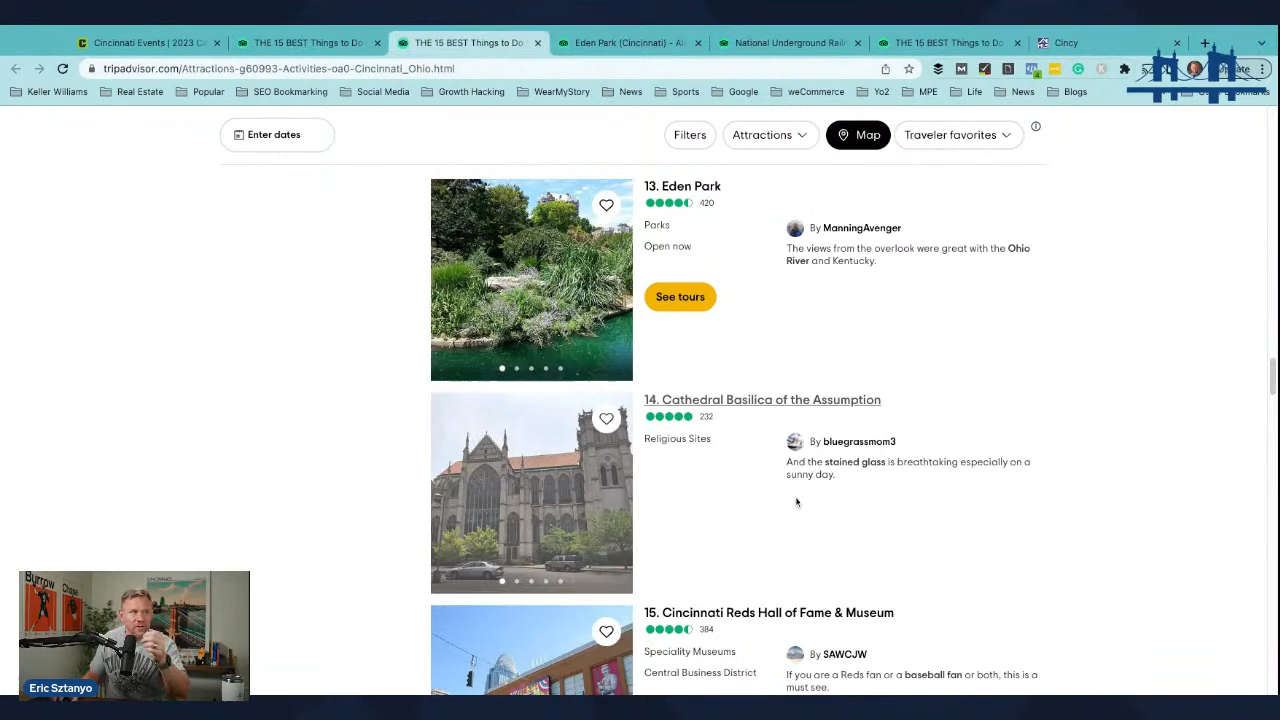 Cincinnati Events | 2023 C
THE 15 BEST Things to Do
THE 15 BEST Things to Do
Eden Park (Cincinnati) - Al
National Underground Railr
THE 15 BEST Things to Do
Cincy
tripadvisor.com/Attractions-g60993-Activities-oa0-Cincinnati_Ohio.html
Keller Williams
Real Estate
Popular
SEO Bookmarking
Social Media
Growth Hacking
WearMyStory
News
Sports
Google
weCommerce
Yo2
MPE
Life
News
Blogs
Enter dates
Filters
Attractions
Map
Traveler favorites
13. Eden Park
420
Parks
Open now
By ManningAvenger
The views from the overlook were great with the Ohio
River and Kentucky.
See tours
14. Cathedral Basilica of the Assumption
232
Religious Sites
By bluegrassmom3
And the stained glass is breathtaking especially on a
sunny day.
15. Cincinnati Reds Hall of Fame & Museum
384
Speciality Museums
Central Business District
By SAWCJW
If you are a Reds fan or a baseball fan or both, this is a
must see.
Burrow
Chase
CINCINNATI
Eric Sztanyo